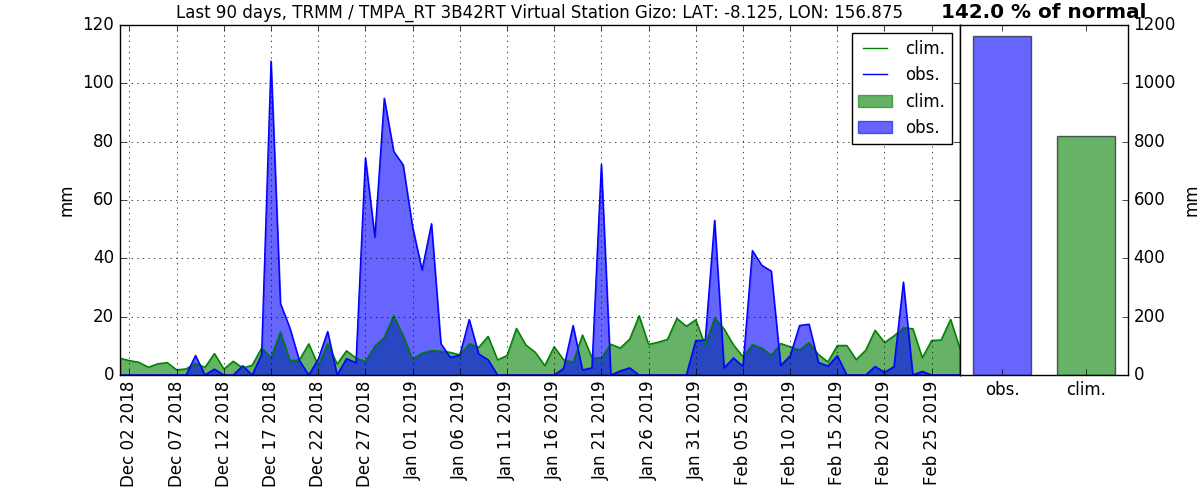 Last 90 days, TRMM / TMPA_RT 3B42RT Virtual Station Gizo: LAT: -8.125, LON: 156.875
142.0 % of normal
120
100
80
60
40
20
0
mm
clim.
obs.
clim.
obs.
1200
1000
800
600
400
200
0
mm
Dec 02 2018
Dec 07 2018
Dec 12 2018
Dec 17 2018
Dec 22 2018
Dec 27 2018
Jan 01 2019
Jan 06 2019
Jan 11 2019
Jan 16 2019
Jan 21 2019
Jan 26 2019
Jan 31 2019
Feb 05 2019
Feb 10 2019
Feb 15 2019
Feb 20 2019
Feb 25 2019
obs.
clim.